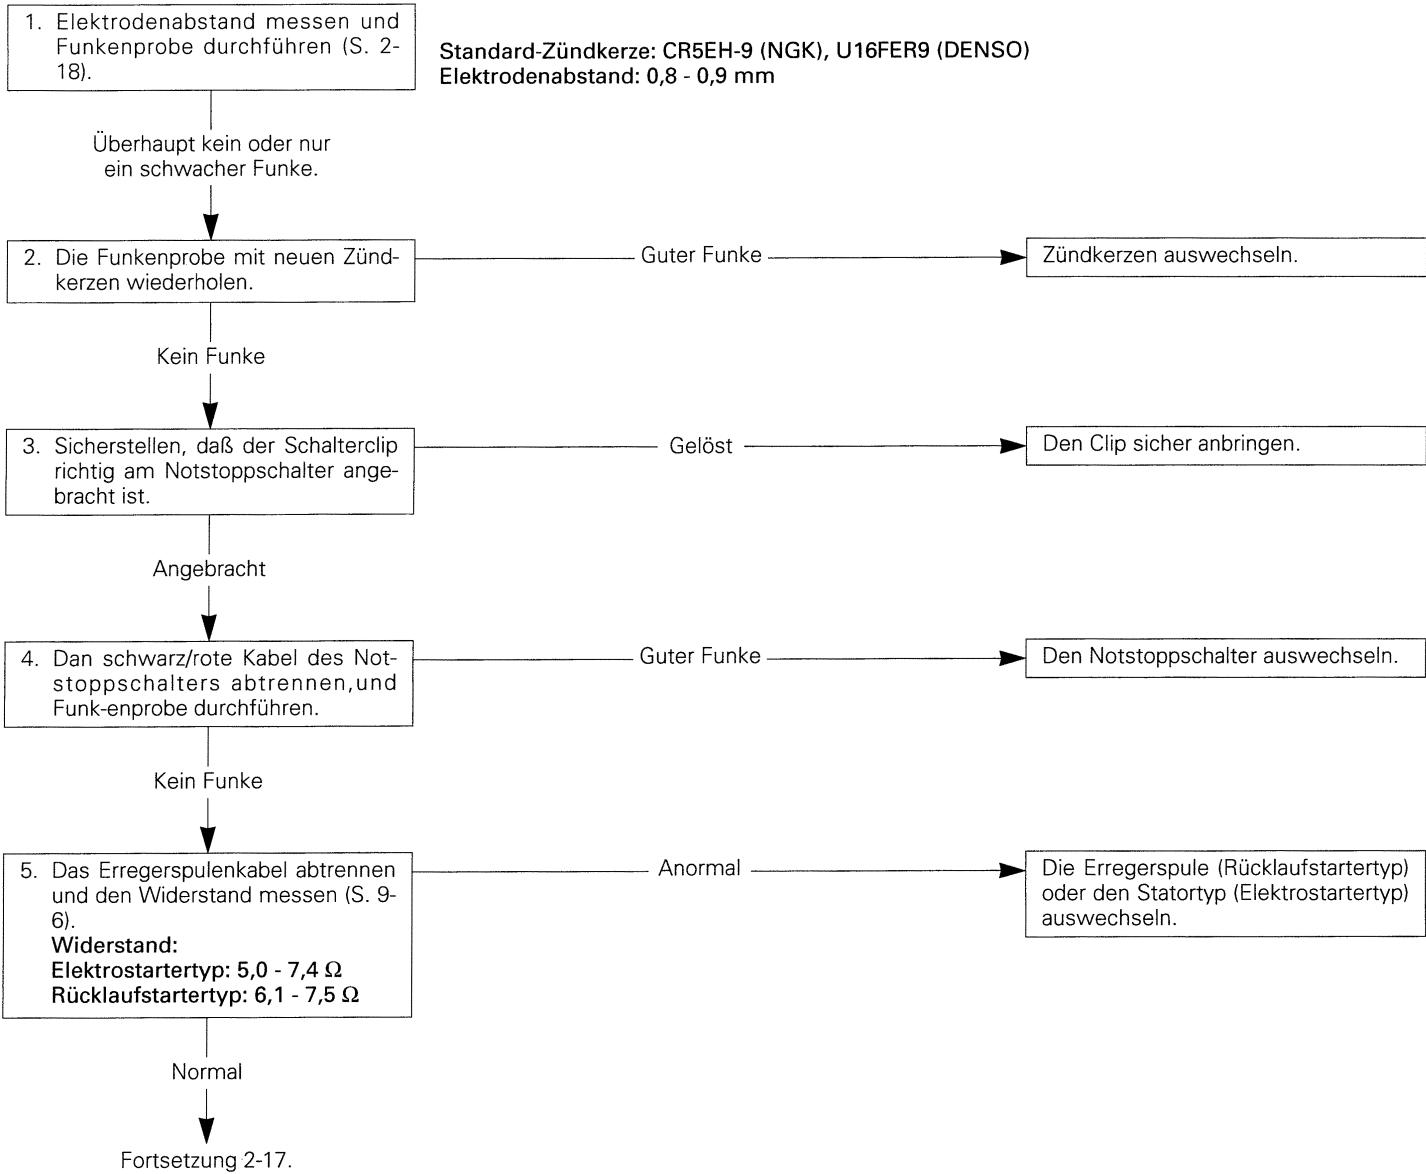 1. Elektrodenabstand messen und
Funkenprobe durchführen (S. 2-
18).
Standard-Zündkerze: CR5EH-9 (NGK), U16FER9 (DENSO)
Elektrodenabstand: 0,8 - 0,9 mm
Überhaupt kein oder nur
ein schwacher Funke.
2. Die Funkenprobe mit neuen Zünd-
kerzen wiederholen.
Guter Funke
Zündkerzen auswechseln.
Kein Funke
3. Sicherstellen, daß der Schalterclip
richtig am Notstoppschalter ange-
bracht ist.
Gelöst
Den Clip sicher anbringen.
Angebracht
4. Dan schwarz/rote Kabel des Not-
stoppschalters abtrennen,und
Funk-enprobe durchführen.
Guter Funke
Den Notstoppschalter auswechseln.
Kein Funke
5. Das Erregerspulenkabel abtrennen
und den Widerstand messen (S. 9-
6).
Widerstand:
Elektrostartertyp: 5,0 - 7,4 Ω
Rücklaufstartertyp: 6,1 - 7,5 Ω
Anormal
Die Erregerspule (Rücklaufstartertyp)
oder den Statortyp (Elektrostartertyp)
auswechseln.
Normal
Fortsetzung 2-17.